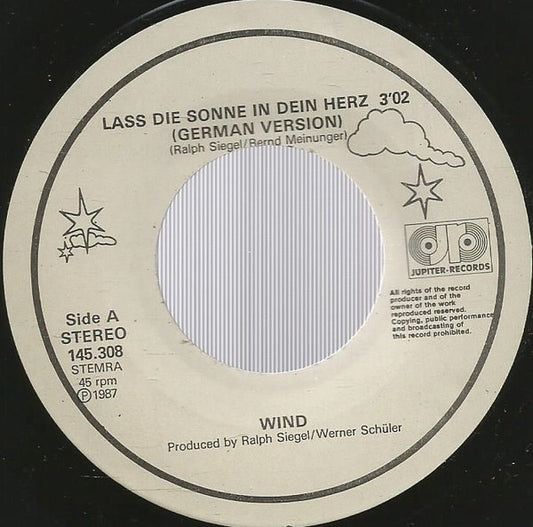 LASS DIE SONNE IN DEIN HERZ 3'02
(GERMAN VERSION)
(Ralph Siegel/Bernd Meinunger)
JR
JUPITER-RECORDS
All rights of the record
producer and of the
owner of the work
reproduced reserved.
Copying, public performance
and broadcasting of
this record prohibited.
Side A
STEREO
145.308
STEMRA
45 rpm
Ⓟ1987
WIND
Produced by Ralph Siegel/Werner Schüler